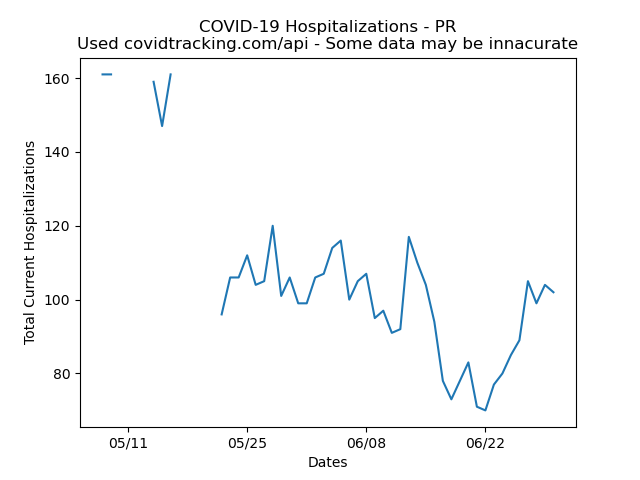 COVID-19 Hospitalizations - PR
Used covidtracking.com/api - Some data may be innacurate
160
140
120
100
80
Total Current Hospitalizations
05/11 05/25 06/08 06/22
Dates